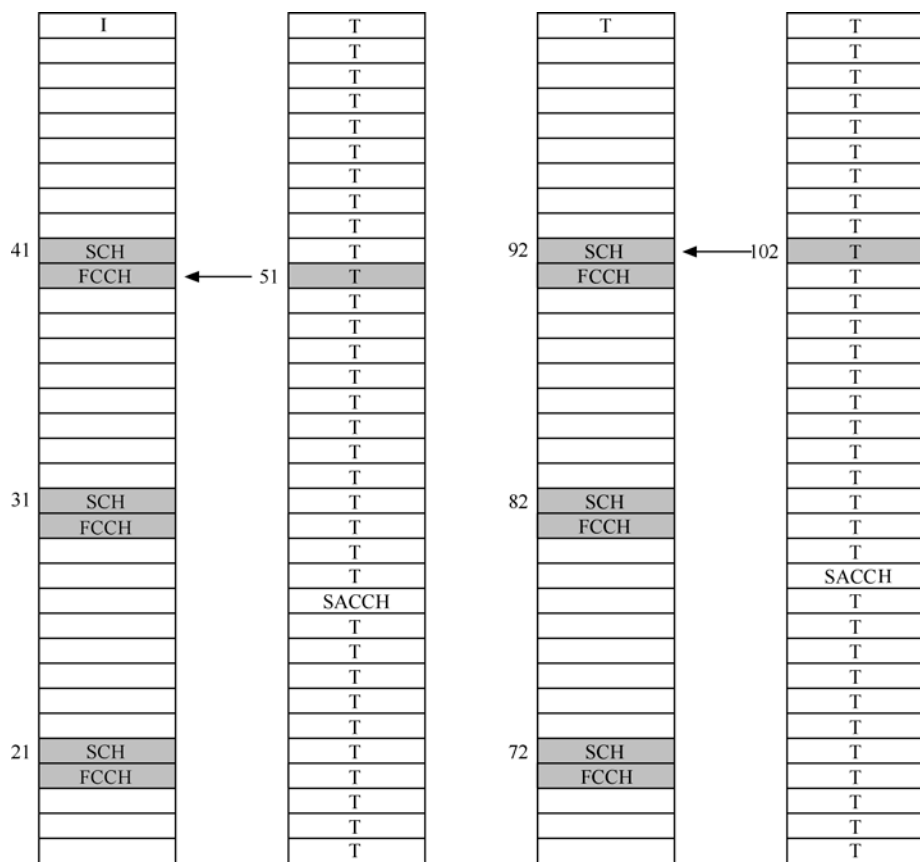 I T T T
T T
T T
T T
T T
T T
T T
T T
T T
41 SCH T 92 SCH 102 T
FCCH 51 T FCCH T
T T
T T
T T
T T
T T
T T
T T
T T
31 SCH T 82 SCH T
FCCH T FCCH T
T T
T SACCH
SACCH T
T T
T T
T T
T T
T T
21 SCH T 72 SCH T
FCCH T FCCH T
T T
T T
T T